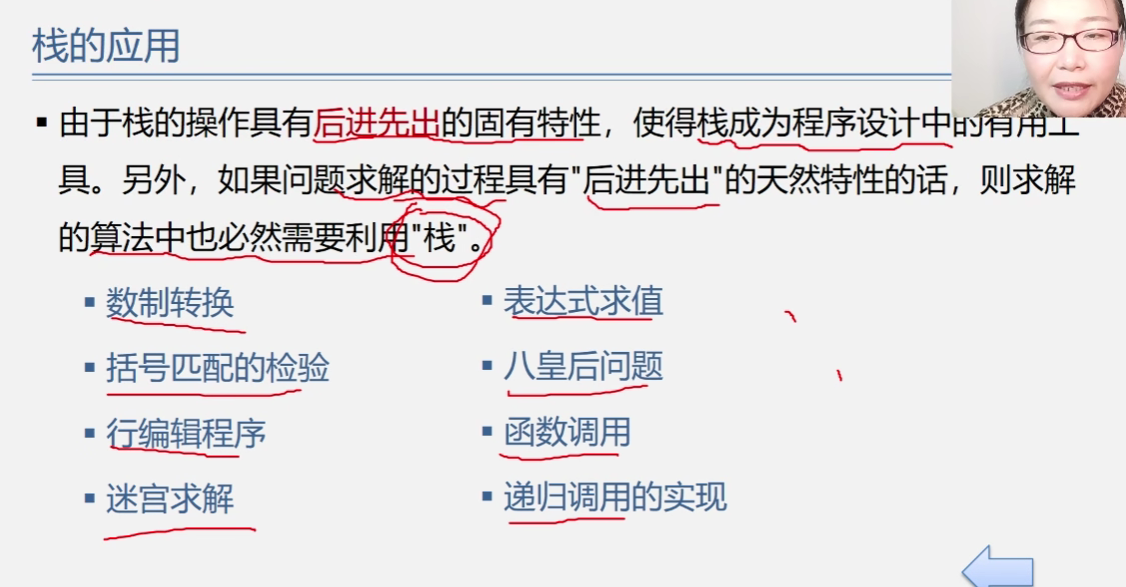 栈的应用
▪ 由于栈的操作具有后进先出的固有特性，使得栈成为程序设计中的有用工
具。另外，如果问题求解的过程具有"后进先出"的天然特性的话，则求解
的算法中也必然需要利用"栈"。
▪ 数制转换 ▪ 表达式求值
▪ 括号匹配的检验 ▪ 八皇后问题
▪ 行编辑程序 ▪ 函数调用
▪ 迷宫求解 ▪ 递归调用的实现